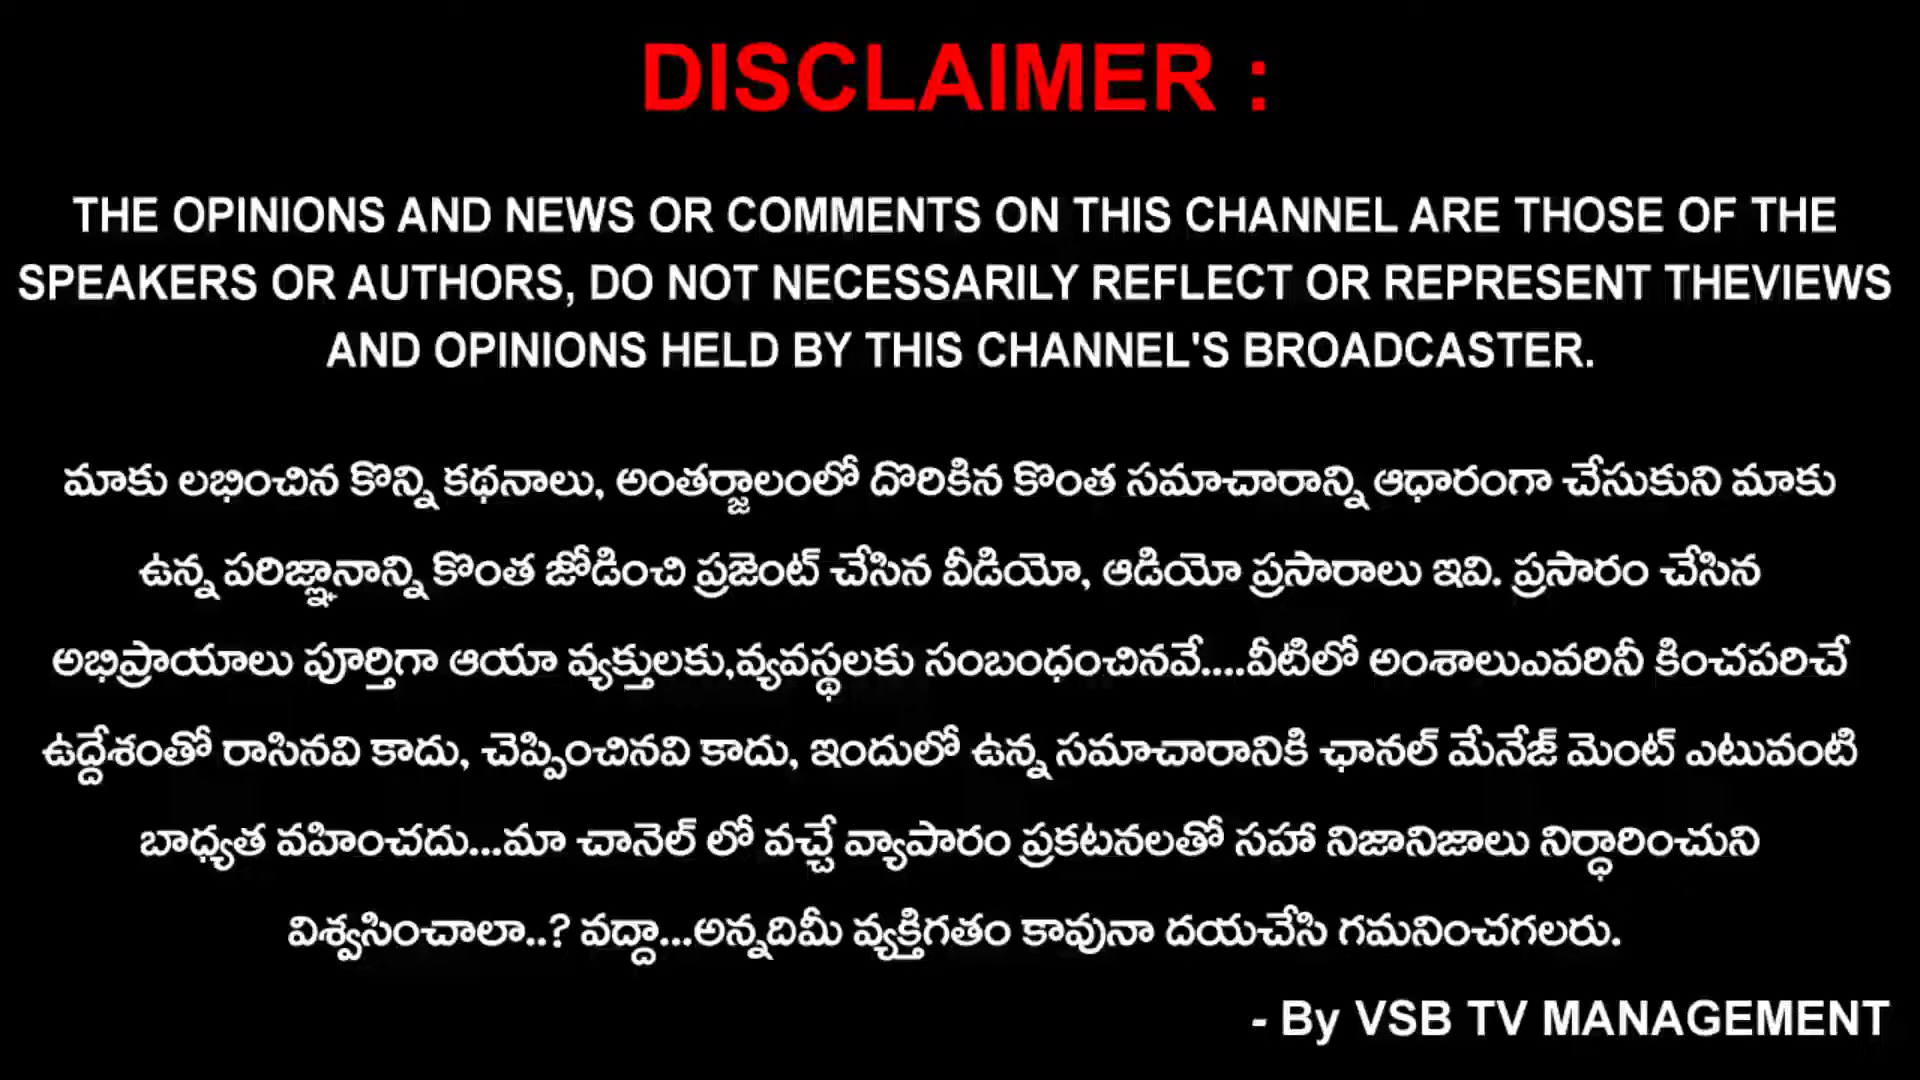 DISCLAIMER :
THE OPINIONS AND NEWS OR COMMENTS ON THIS CHANNEL ARE THOSE OF THE
SPEAKERS OR AUTHORS, DO NOT NECESSARILY REFLECT OR REPRESENT THEVIEWS
AND OPINIONS HELD BY THIS CHANNEL'S BROADCASTER.
మాకు లభించిన కొన్ని కథనాలు, అంతర్జాలంలో దొరికిన కొంత సమాచారాన్ని ఆధారంగా చేసుకుని మాకు
ఉన్న పరిజ్ఞానాన్ని కొంత జోడించి ప్రజెంట్ చేసిన వీడియో, ఆడియో ప్రసారాలు ఇవి. ప్రసారం చేసిన
అభిప్రాయాలు పూర్తిగా ఆయా వ్యక్తులకు,వ్యవస్థలకు సంబంధంచినవే....వీటిలో అంశాలుఎవరినీ కించపరిచే
ఉద్దేశంతో రాసినవి కాదు, చెప్పించినవి కాదు, ఇందులో ఉన్న సమాచారానికి ఛానల్ మేనేజ్ మెంట్ ఎటువంటి
బాధ్యత వహించదు...మా చానెల్ లో వచ్చే వ్యాపారం ప్రకటనలతో సహా నిజానిజాలు నిర్ధారించుని
విశ్వసించాలా..? వద్దా...అన్నదిమీ వ్యక్తిగతం కావునా దయచేసి గమనించగలరు.
- By VSB TV MANAGEMENT